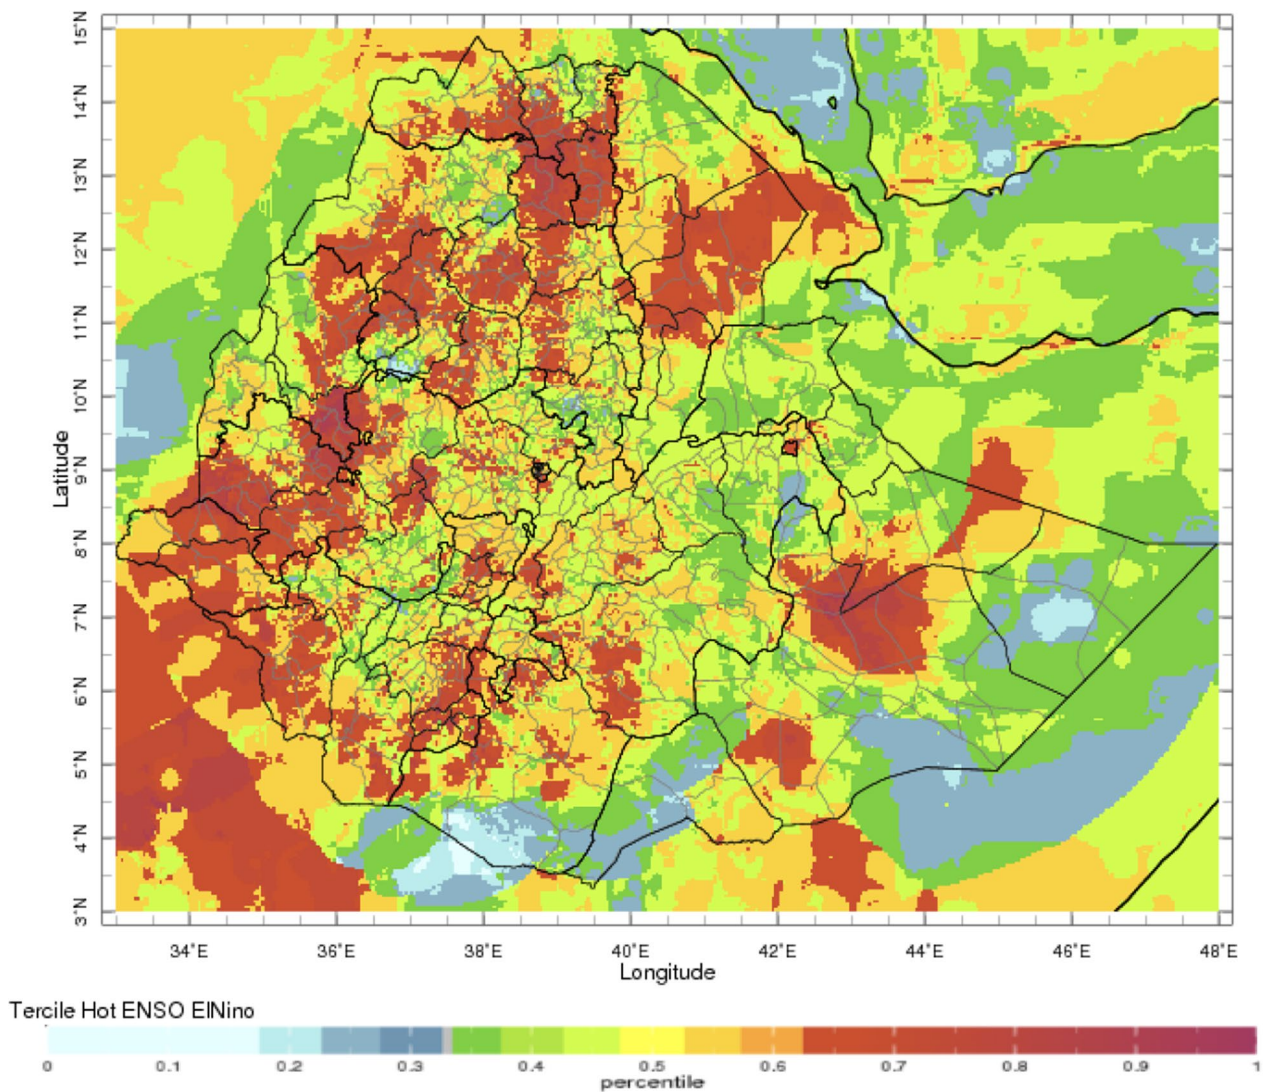 15°N
14°N
13°N
12°N
11°N
10°N
9°N
8°N
7°N
6°N
5°N
4°N
3°N
Latitude
34°E 36°E 38°E 40°E 42°E 44°E 46°E 48°E
Longitude
Tercile Hot ENSO ElNino
0 0.1 0.2 0.3 0.4 0.5 0.6 0.7 0.8 0.9 1
percentile